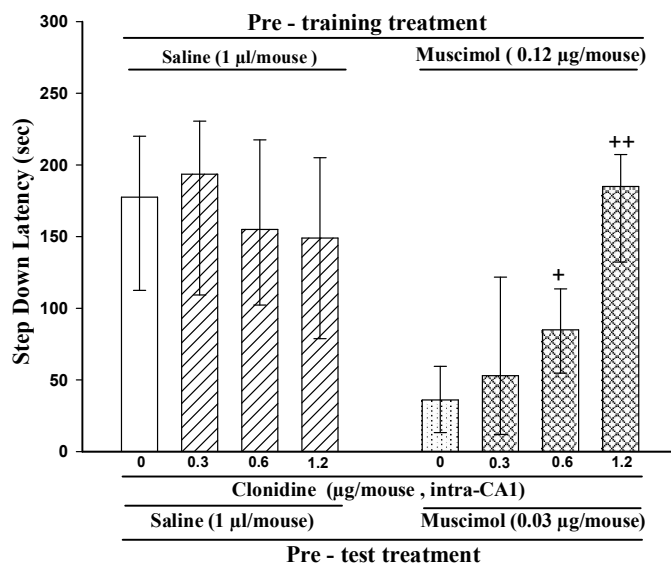 Pre - training treatment
Saline (1 µl/mouse )
Muscimol ( 0.12 µg/mouse)
Step Down Latency (sec)
300
250
200
150
100
50
0
+
++
0 0.3 0.6 1.2 0 0.3 0.6 1.2
Clonidine (µg/mouse , intra-CA1)
Saline (1 µl/mouse)
Muscimol (0.03 µg/mouse)
Pre - test treatment